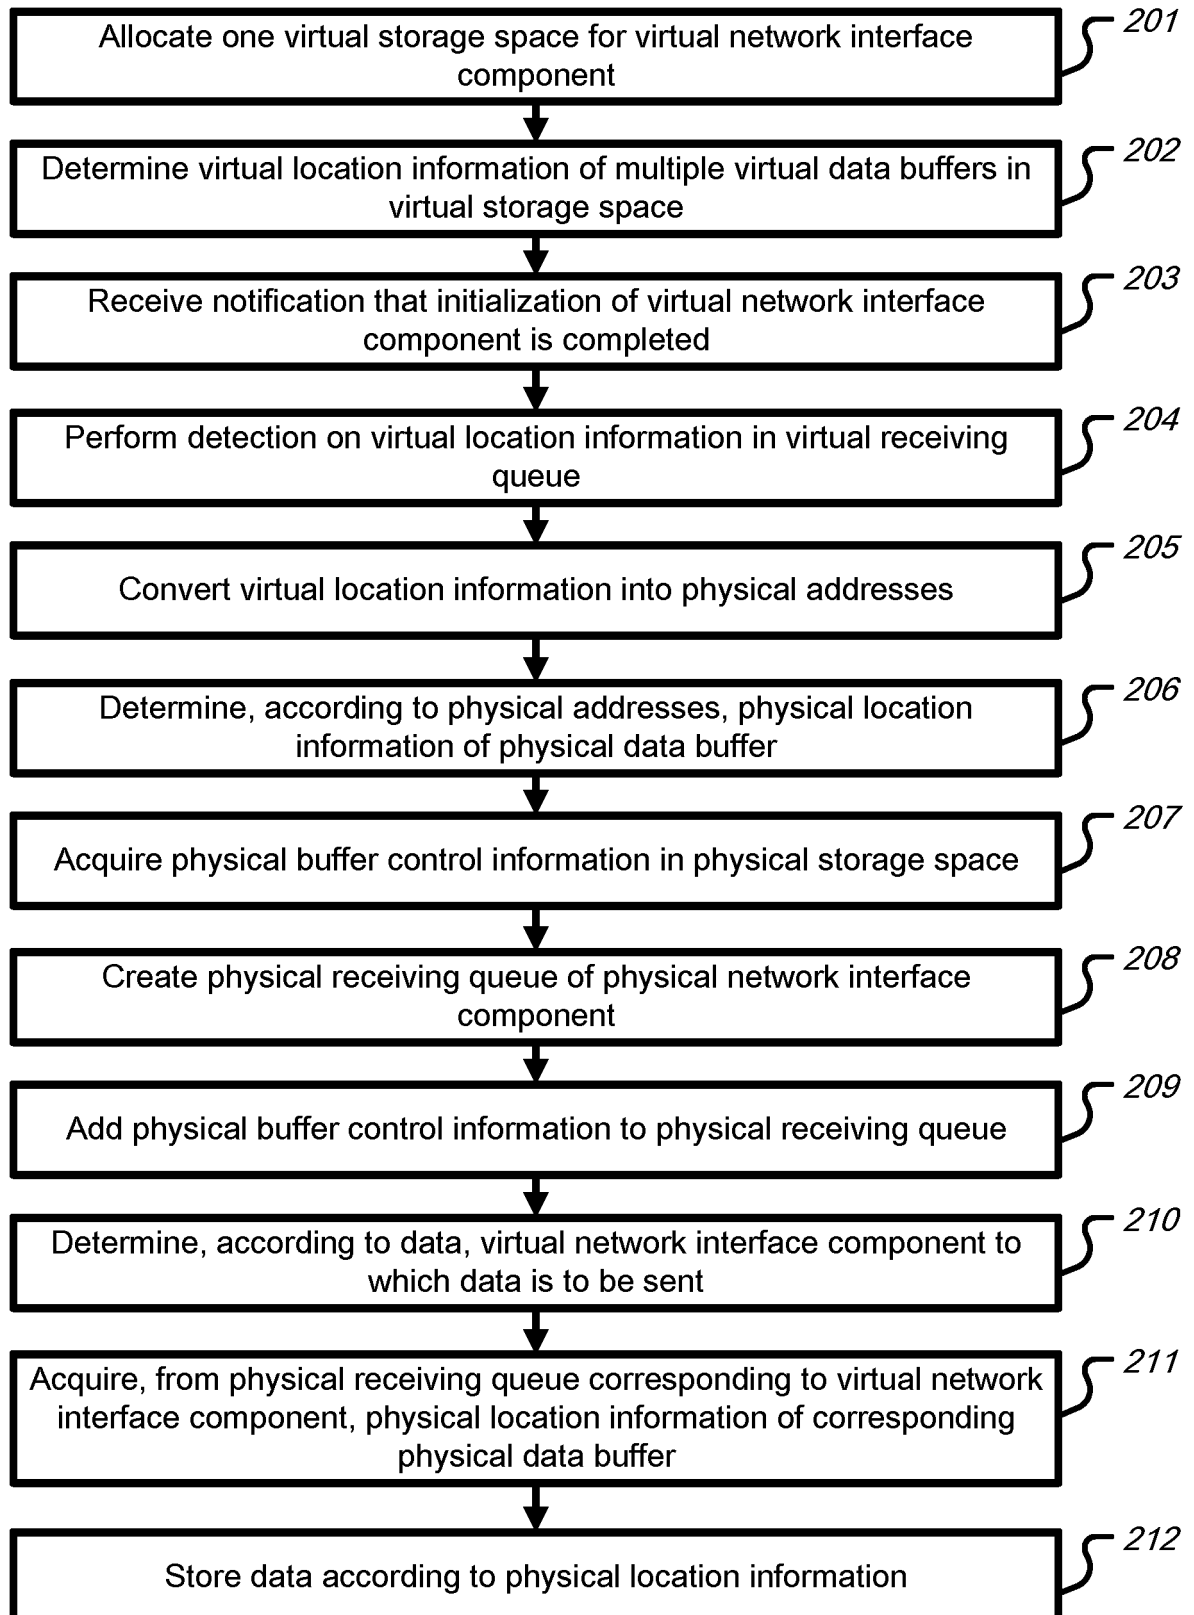 Allocate one virtual storage space for virtual network interface
component
201
Determine virtual location information of multiple virtual data buffers in
virtual storage space
202
Receive notification that initialization of virtual network interface
component is completed
203
Perform detection on virtual location information in virtual receiving
queue
204
Convert virtual location information into physical addresses
205
Determine, according to physical addresses, physical location
information of physical data buffer
206
Acquire physical buffer control information in physical storage space
207
Create physical receiving queue of physical network interface
component
208
Add physical buffer control information to physical receiving queue
209
Determine, according to data, virtual network interface component to
which data is to be sent
210
Acquire, from physical receiving queue corresponding to virtual network
interface component, physical location information of corresponding
physical data buffer
211
Store data according to physical location information
212